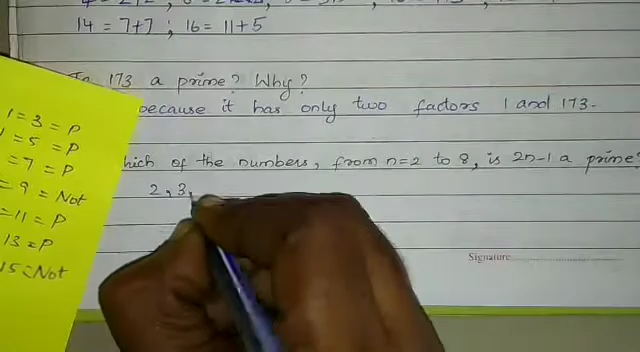 14 = 7+7 ; 16 = 11+5
173 a prime? Why?
because it has only two factors 1 and 173.
of the numbers, from n=2 to 8, is 2n-1 a prime?
2, 3,
1 = 3 = P
= 5 = P
= 7 = P
= 9 = Not
= 11 = P
13 = P
15 = Not
Signature